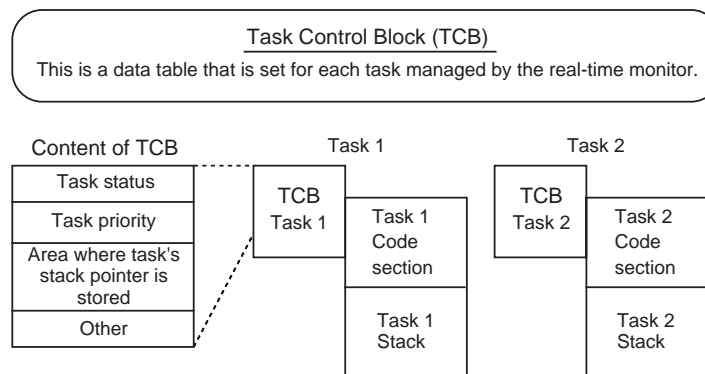 Task Control Block (TCB)
This is a data table that is set for each task managed by the real-time monitor.
Content of TCB
Task status
Task priority
Area where task's
stack pointer is
stored
Other
Task 1
TCB
Task 1
Task 1
Code
section
Task 1
Stack
Task 2
TCB
Task 2
Task 2
Code
section
Task 2
Stack